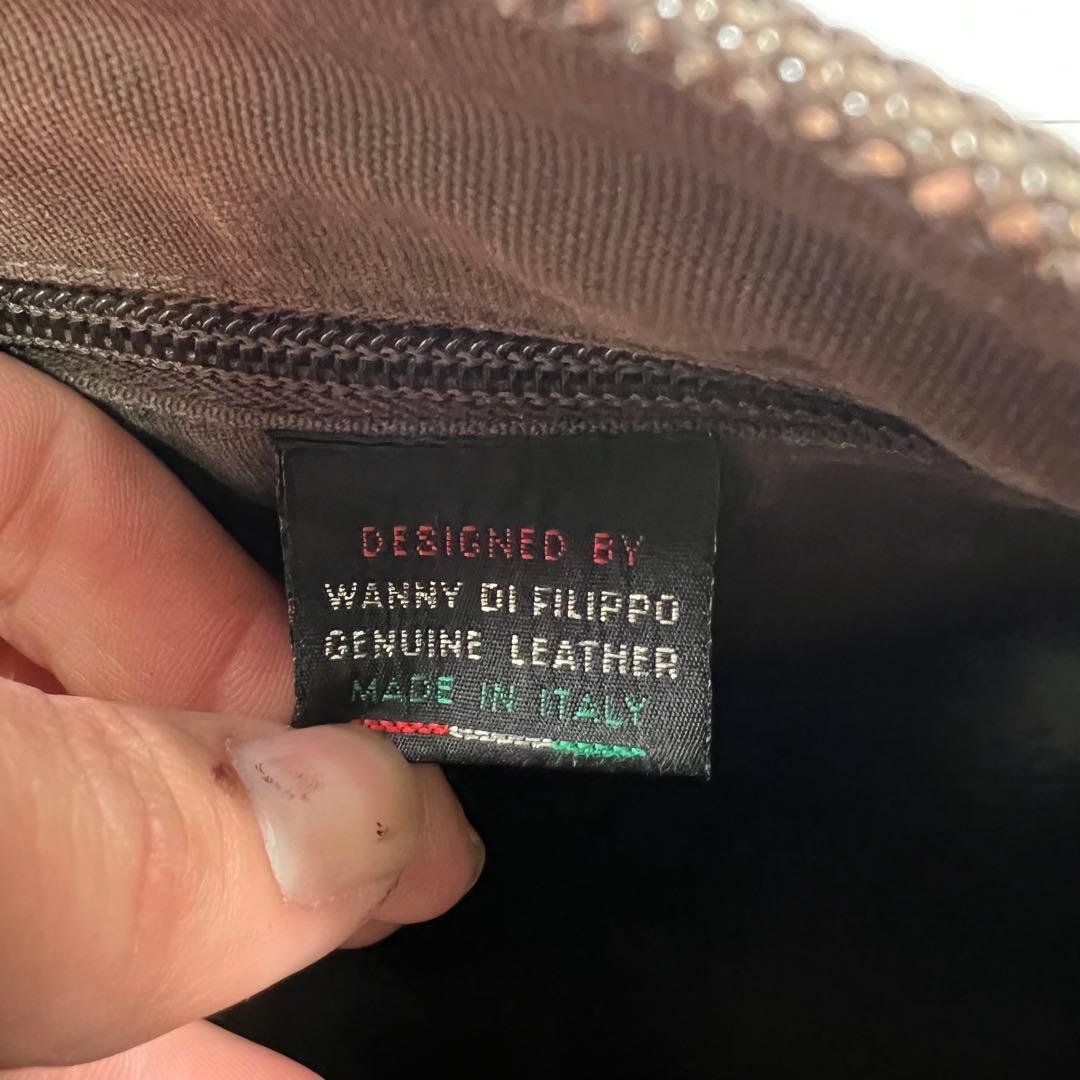 DESIGNED BY
WANNY DI FILIPPO
GENUINE LEATHER
MADE IN ITALY